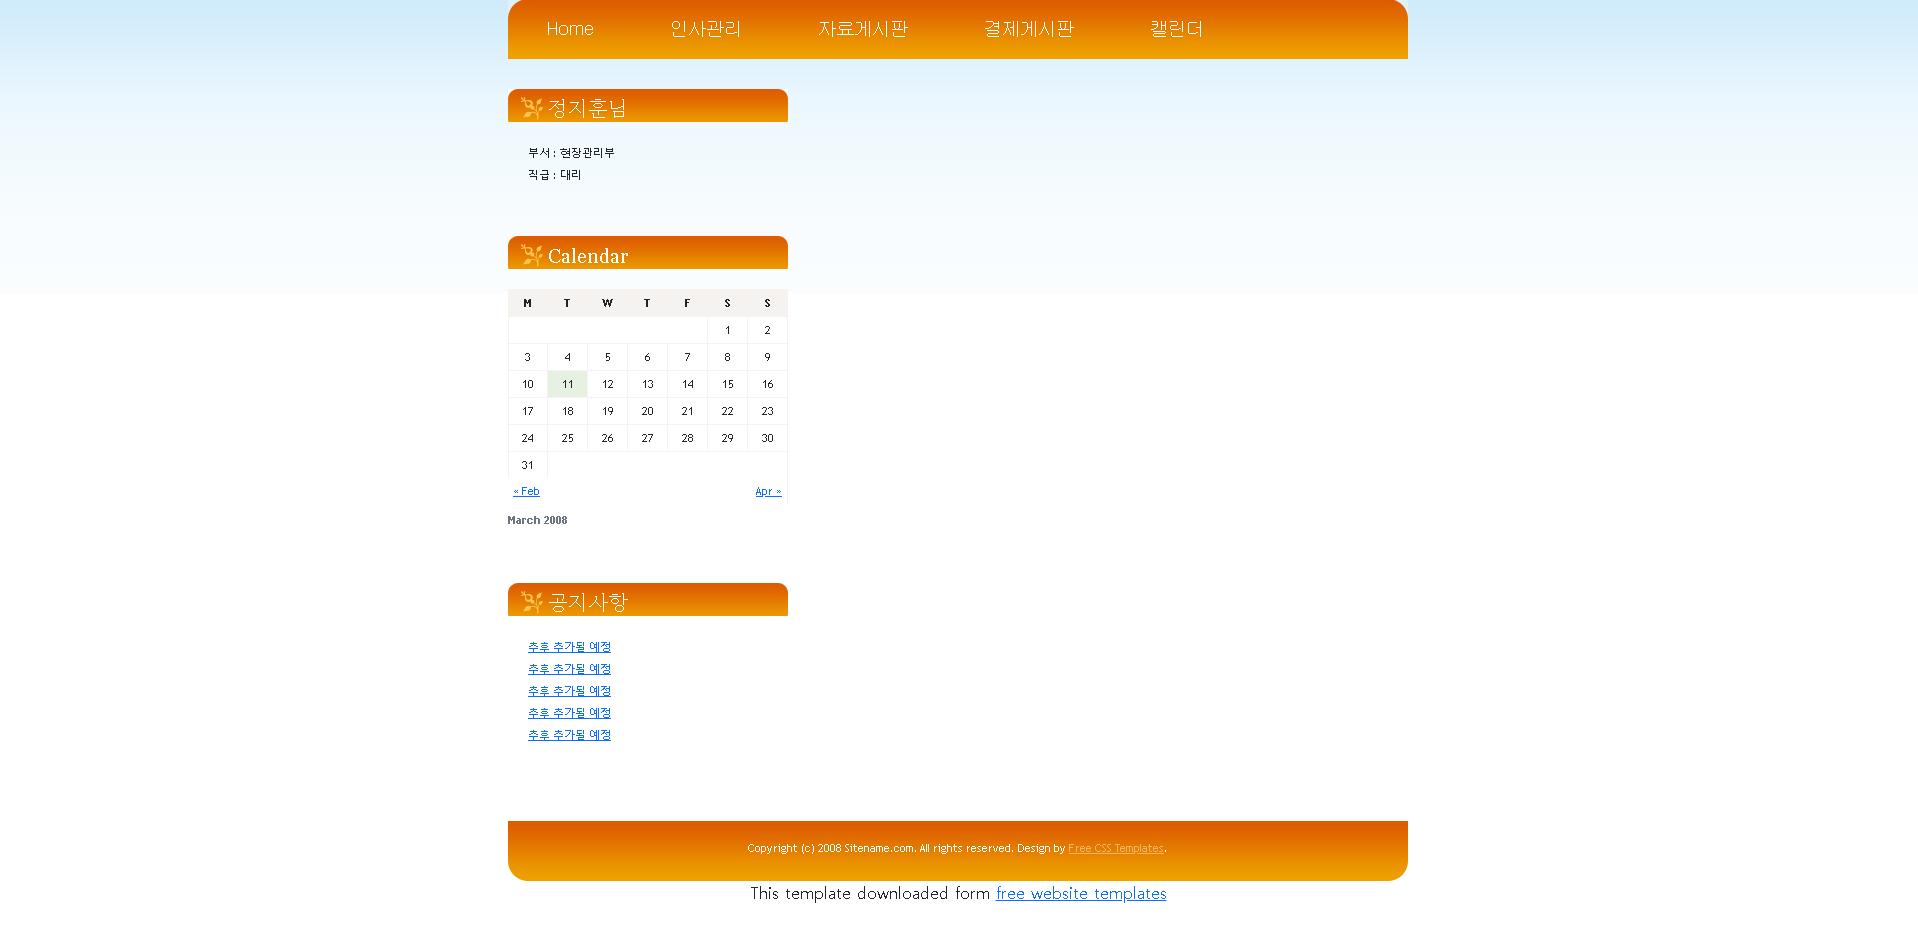 Home 인사관리 자료게시판 결제게시판 캘린더
정지훈님
부서 : 현장관리부
직급 : 대리
Calendar
M T W T F S S
1 2
3 4 5 6 7 8 9
10 11 12 13 14 15 16
17 18 19 20 21 22 23
24 25 26 27 28 29 30
31
« Feb Apr »
March 2008
공지사항
추후 추가될 예정
추후 추가될 예정
추후 추가될 예정
추후 추가될 예정
추후 추가될 예정
Copyright (c) 2008 Sitename.com. All rights reserved. Design by Free CSS Templates.
This template downloaded form free website templates